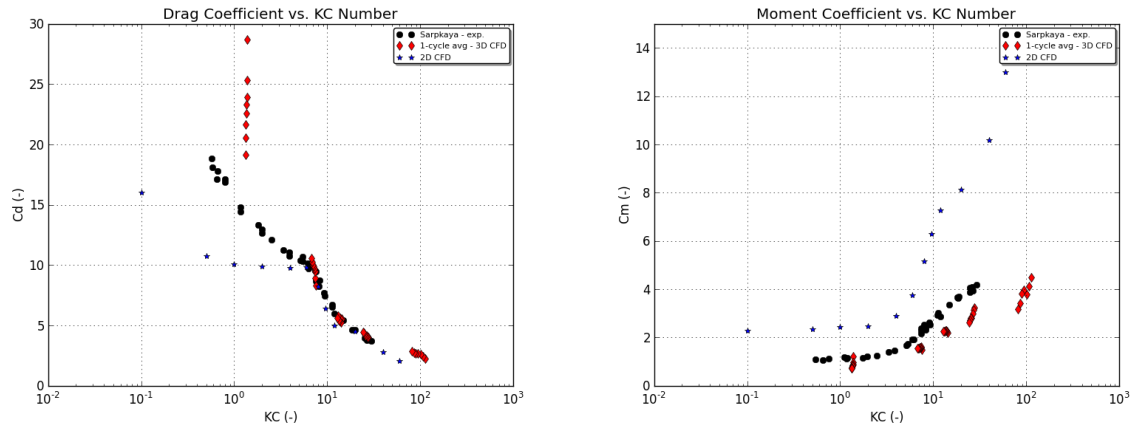 Drag Coefficient vs. KC Number
30
25
20
15
10
5
0
Cd (-)
Sarpkaya - exp.
1-cycle avg - 3D CFD
2D CFD
10^-2
10^-1
10^0
10^1
10^2
10^3
KC (-)
Moment Coefficient vs. KC Number
14
12
10
8
6
4
2
0
Cm (-)
Sarpkaya - exp.
1-cycle avg - 3D CFD
2D CFD
10^-2
10^-1
10^0
10^1
10^2
10^3
KC (-)